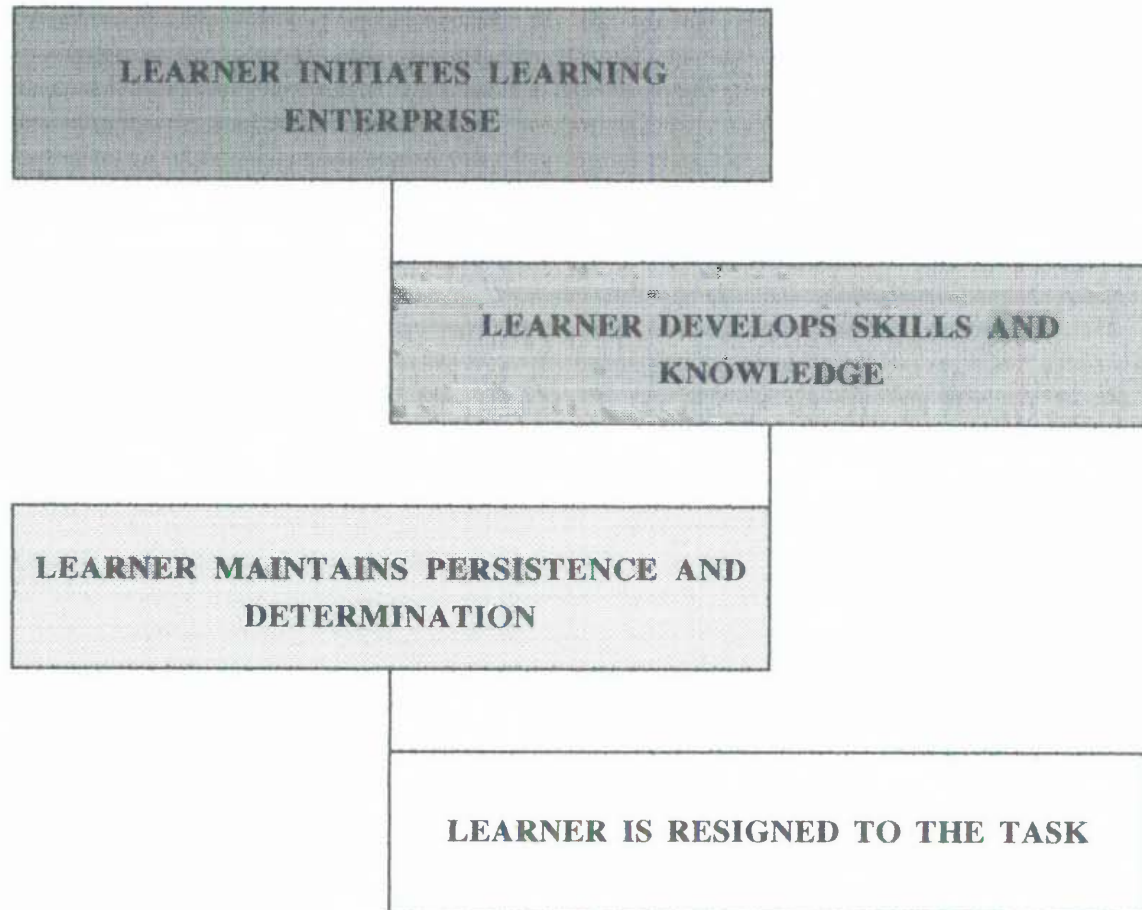 LEARNER INITIATES LEARNING
ENTERPRISE
LEARNER DEVELOPS SKILLS AND
KNOWLEDGE
LEARNER MAINTAINS PERSISTENCE AND
DETERMINATION
LEARNER IS RESIGNED TO THE TASK